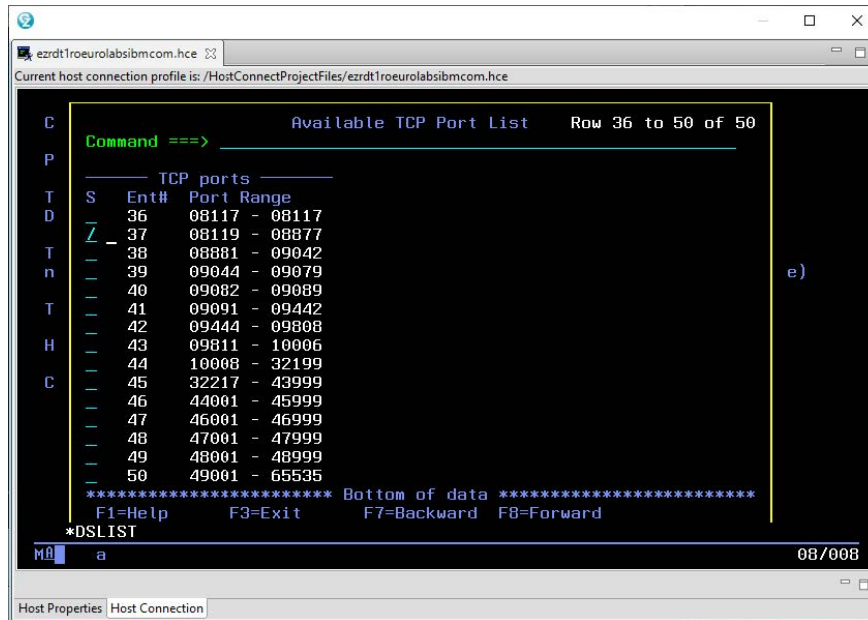 ezrdt1roeurolabsibmcom.hce
Current host connection profile is: /HostConnectProjectFiles/ezrdt1roeurolabsibmcom.hce
C Available TCP Port List Row 36 to 50 of 50
Command ===> 
P
TCP ports
T S Ent# Port Range
D _ 36 08117 - 08117
/ _ 37 08119 - 08877
T _ 38 08881 - 09042
n _ 39 09044 - 09079 e)
_ 40 09082 - 09089
T _ 41 09091 - 09442
_ 42 09444 - 09808
H _ 43 09811 - 10006
_ 44 10008 - 32199
C _ 45 32217 - 43999
_ 46 44001 - 45999
_ 47 46001 - 46999
_ 48 47001 - 47999
_ 49 48001 - 48999
_ 50 49001 - 65535
************************ Bottom of data *************************
F1=Help F3=Exit F7=Backward F8=Forward
*DSLIST
MA a 08/008
Host Properties Host Connection